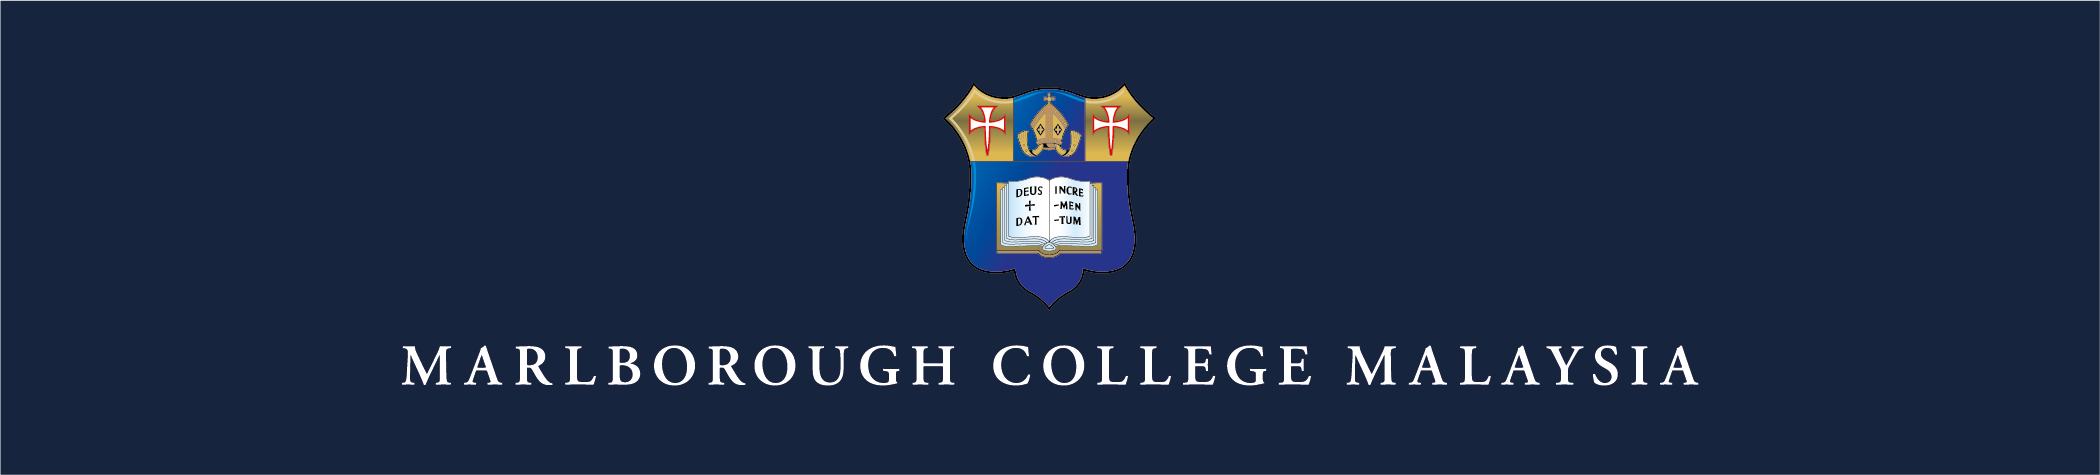 DEUS INCRE
-MEN
DAT -TUM
MARLBOROUGH COLLEGE MALAYSIA